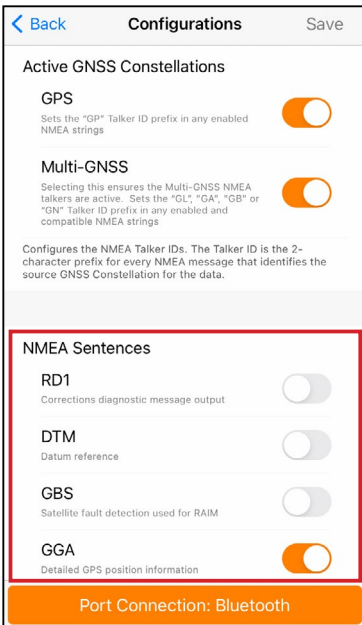 Back
Configurations
Save
Active GNSS Constellations
GPS
Sets the "GP" Talker ID prefix in any enabled
NMEA strings
Multi-GNSS
Selecting this ensures the Multi-GNSS NMEA
talkers are active. Sets the "GL", "GA", "GB" or
"GN" Talker ID prefix in any enabled and
compatible NMEA strings
Configures the NMEA Talker IDs. The Talker ID is the 2-
character prefix for every NMEA message that identifies the
source GNSS Constellation for the data.
NMEA Sentences
RD1
Corrections diagnostic message output
DTM
Datum reference
GBS
Satellite fault detection used for RAIM
GGA
Detailed GPS position information
Port Connection: Bluetooth